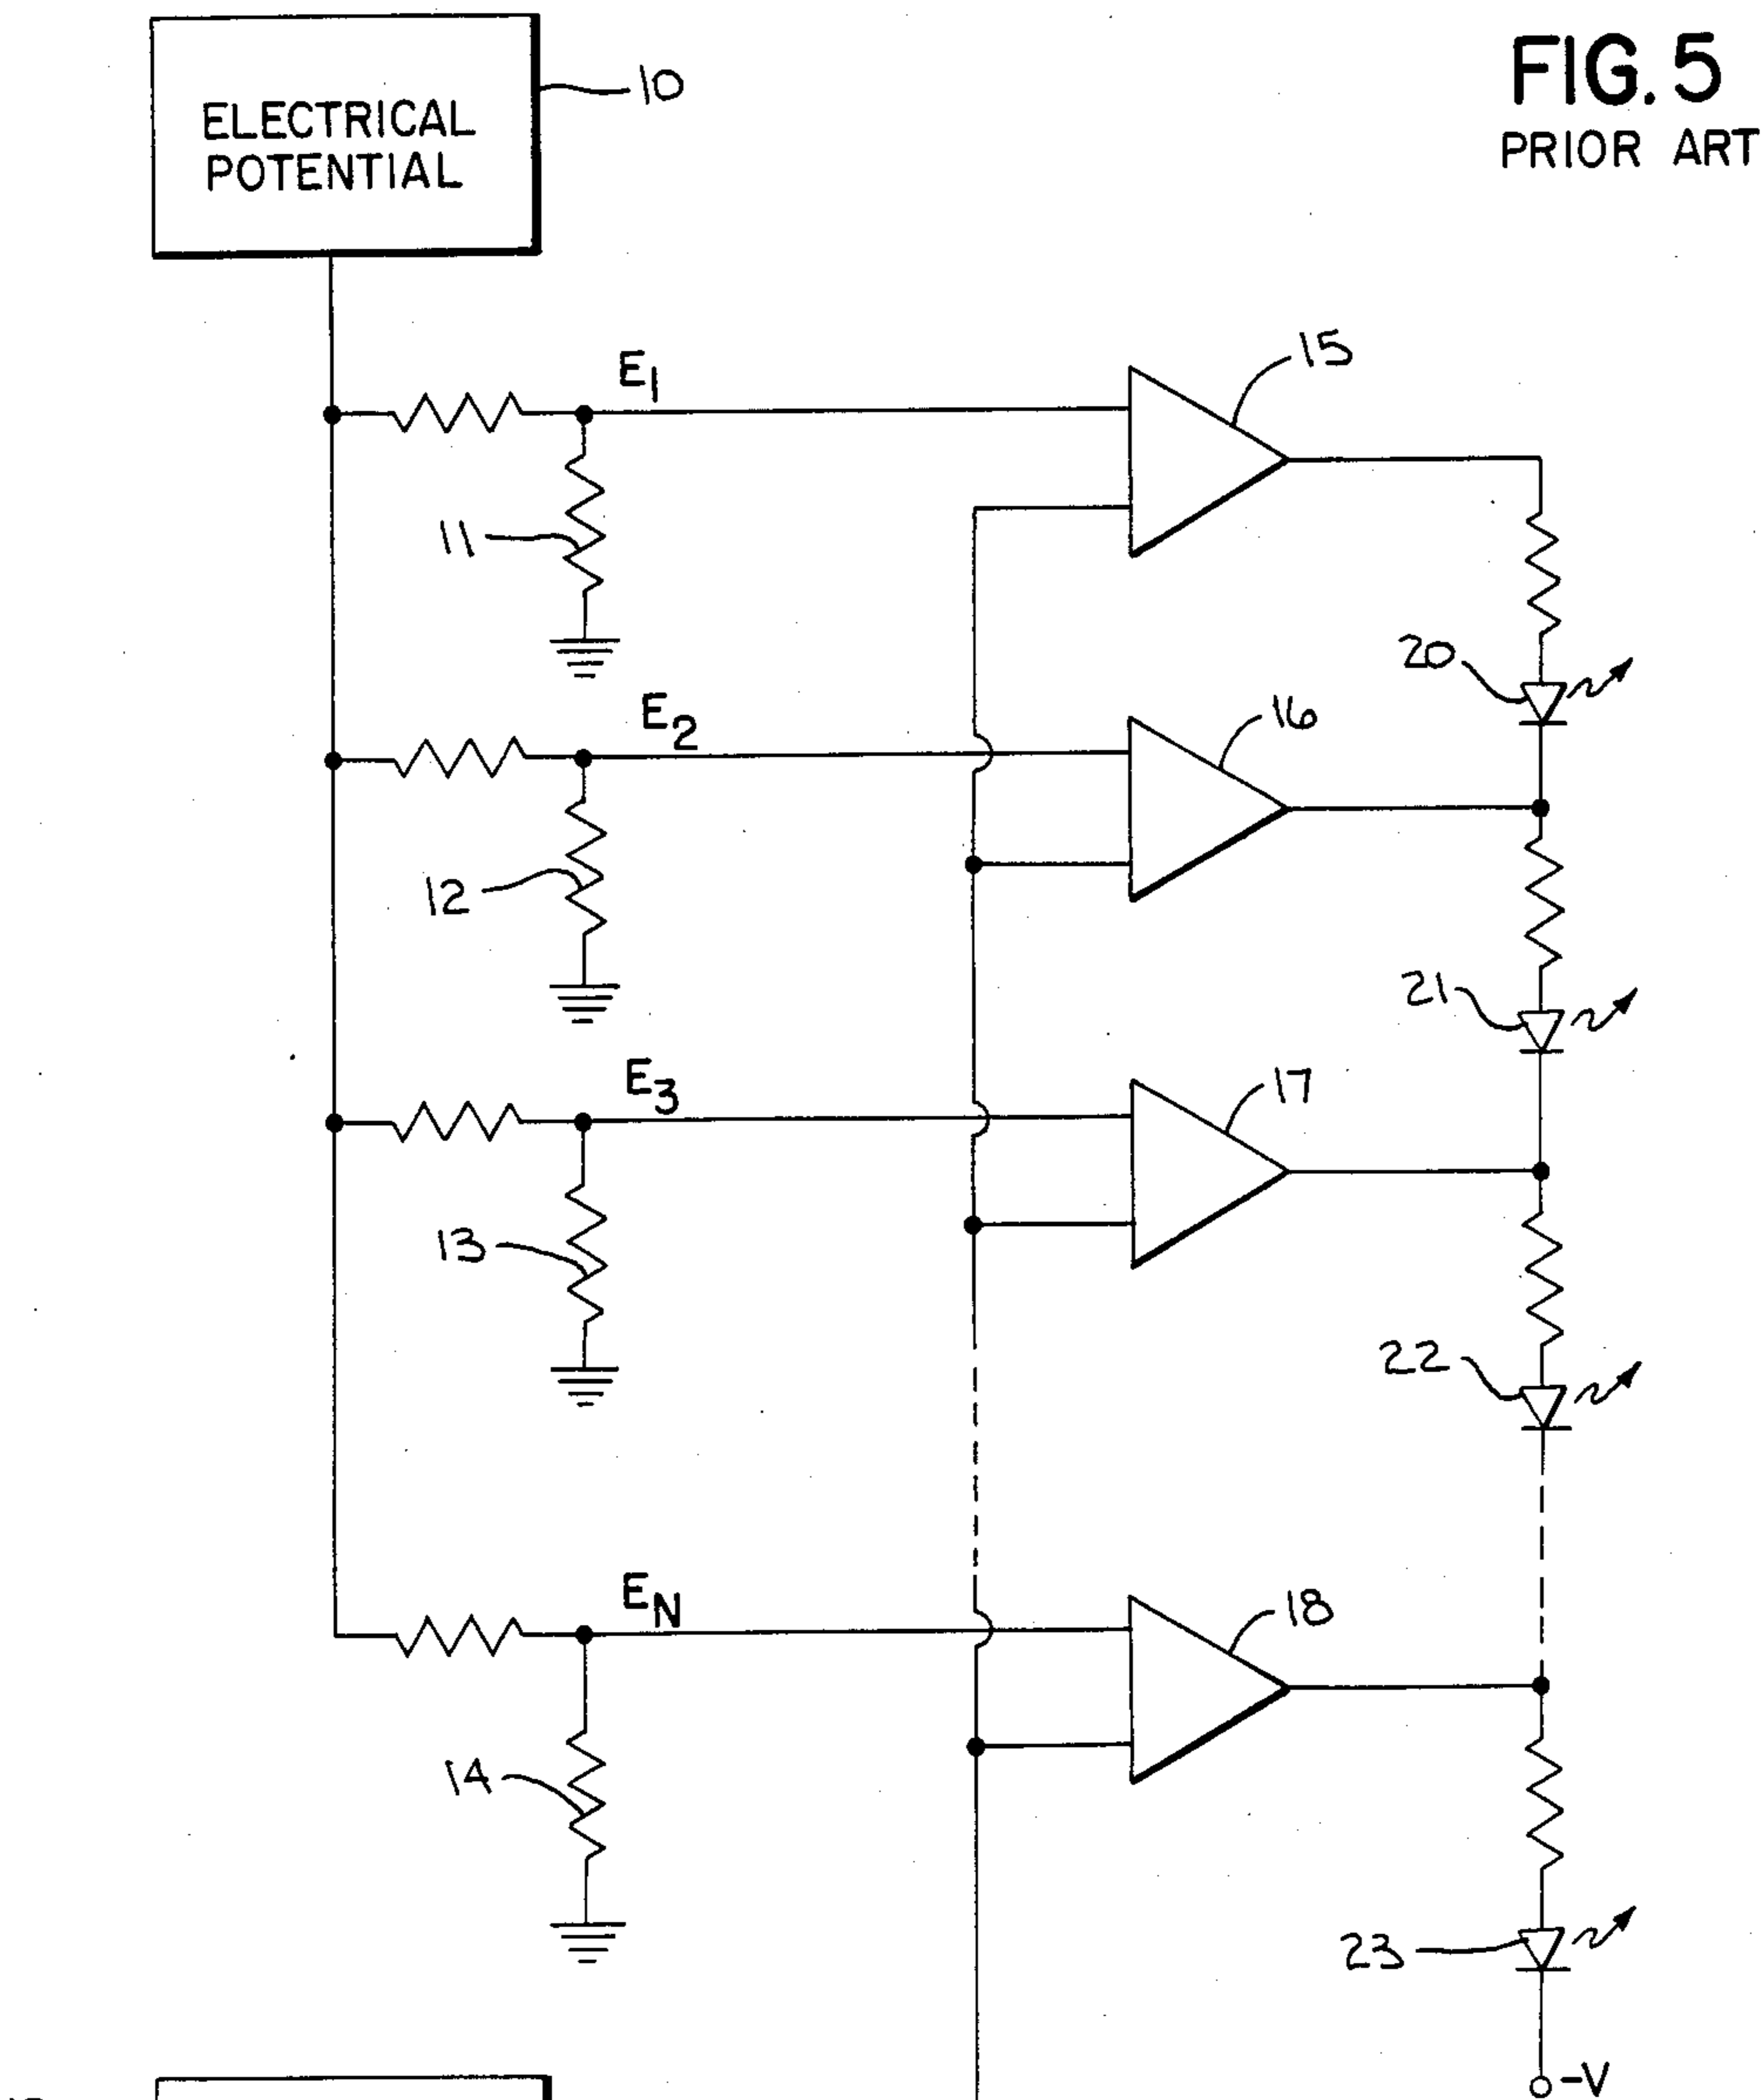 FIG. 5
PRIOR ART
ELECTRICAL
POTENTIAL
10
E1
15
11
20
E2
16
12
21
E3
17
13
22
EN
18
14
23
-V